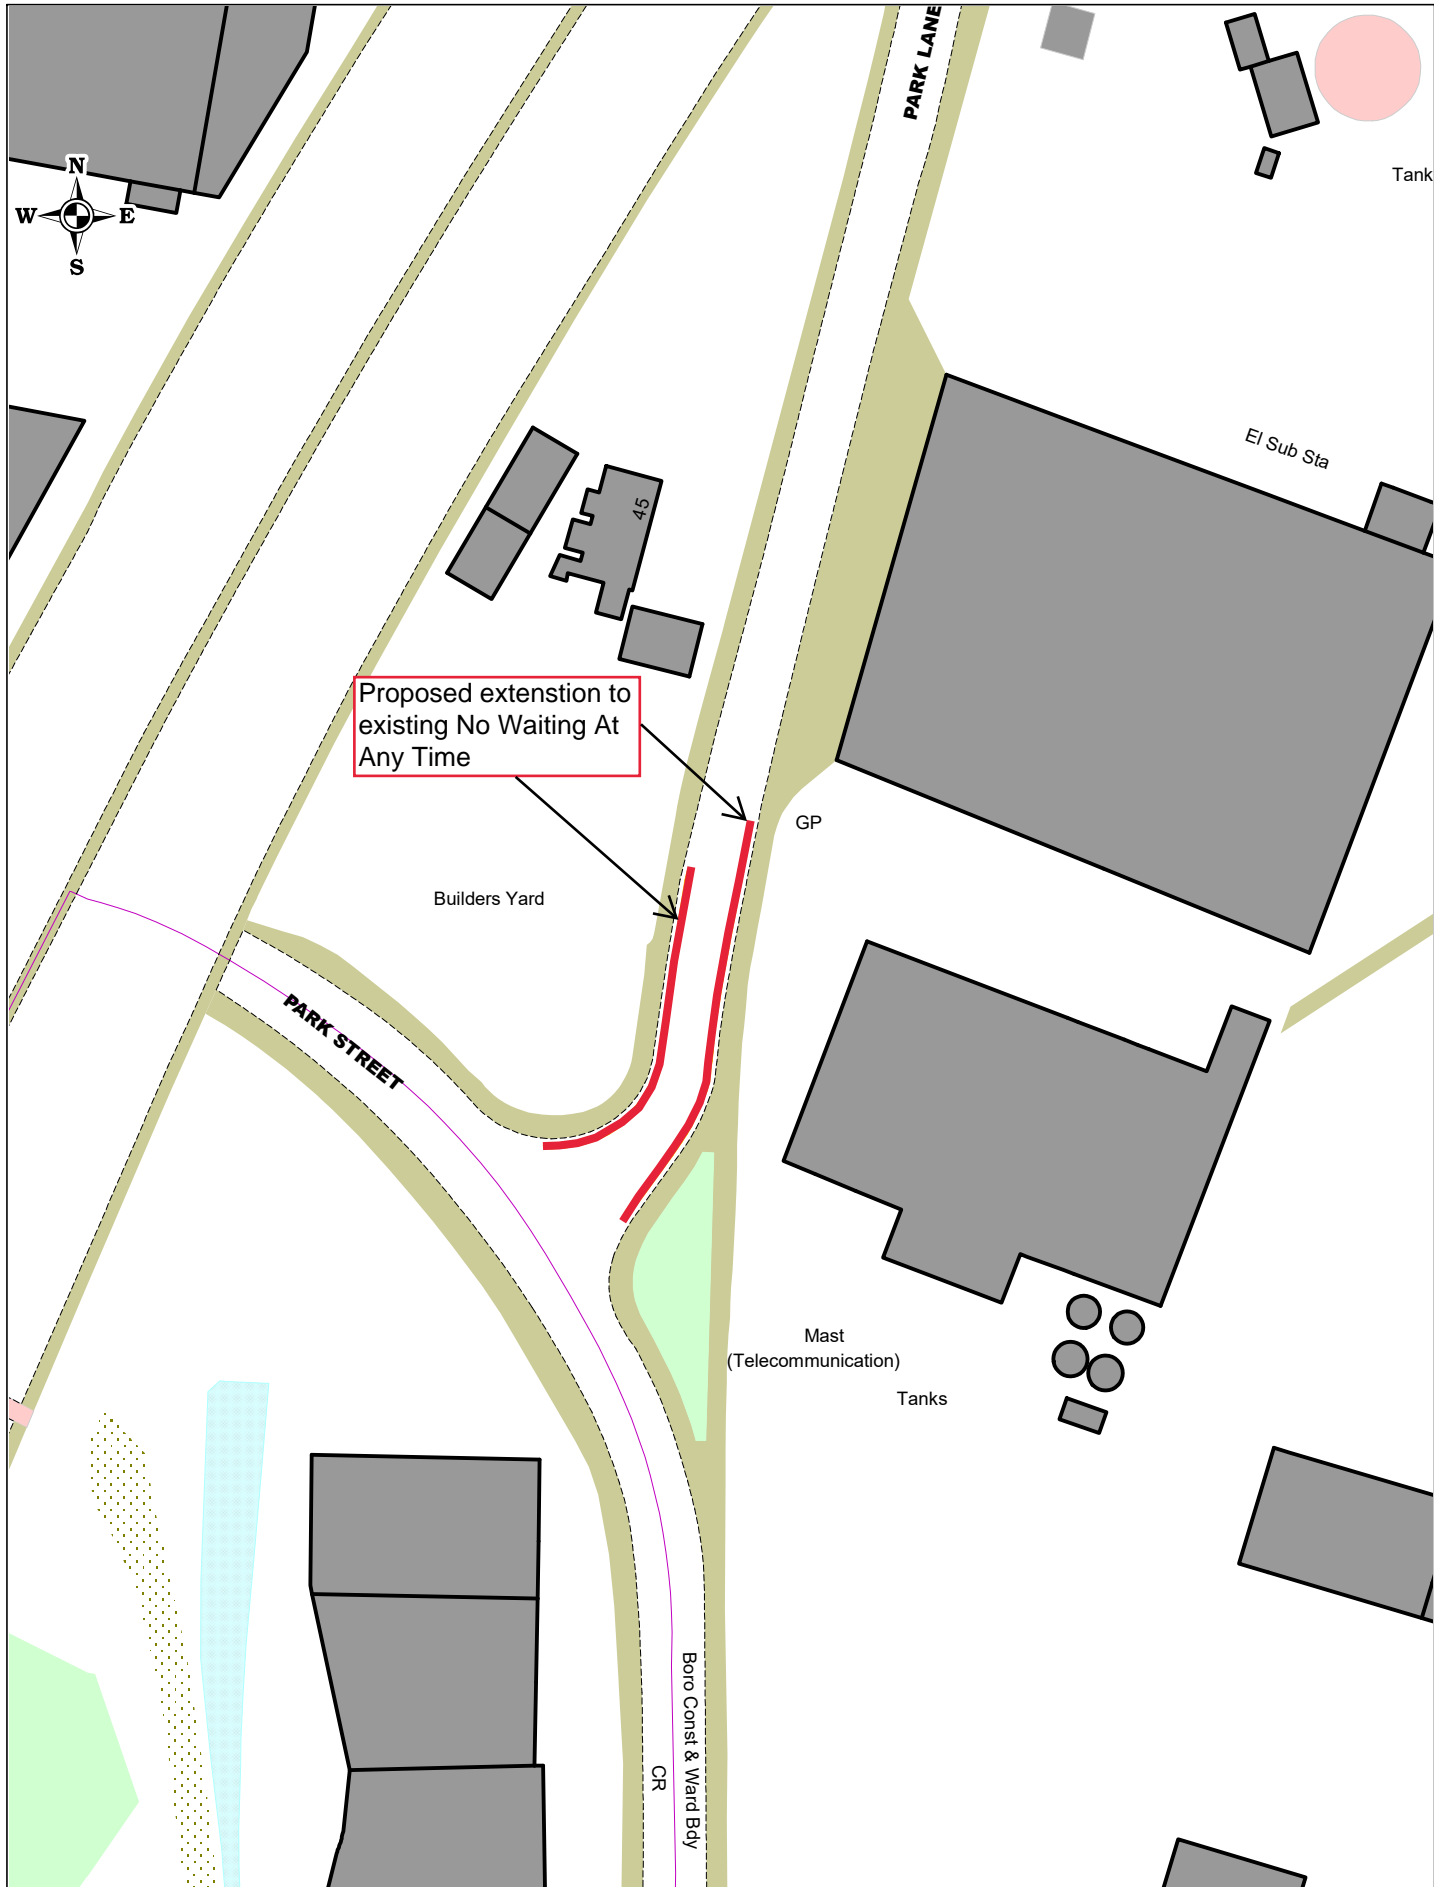 PARK LANE
Tank
N
W E
S
El Sub Sta
45
Proposed extenstion to
existing No Waiting At
Any Time
GP
Builders Yard
PARK STREET
Mast
(Telecommunication)
Tanks
Boro Const & Ward Bdy
CR